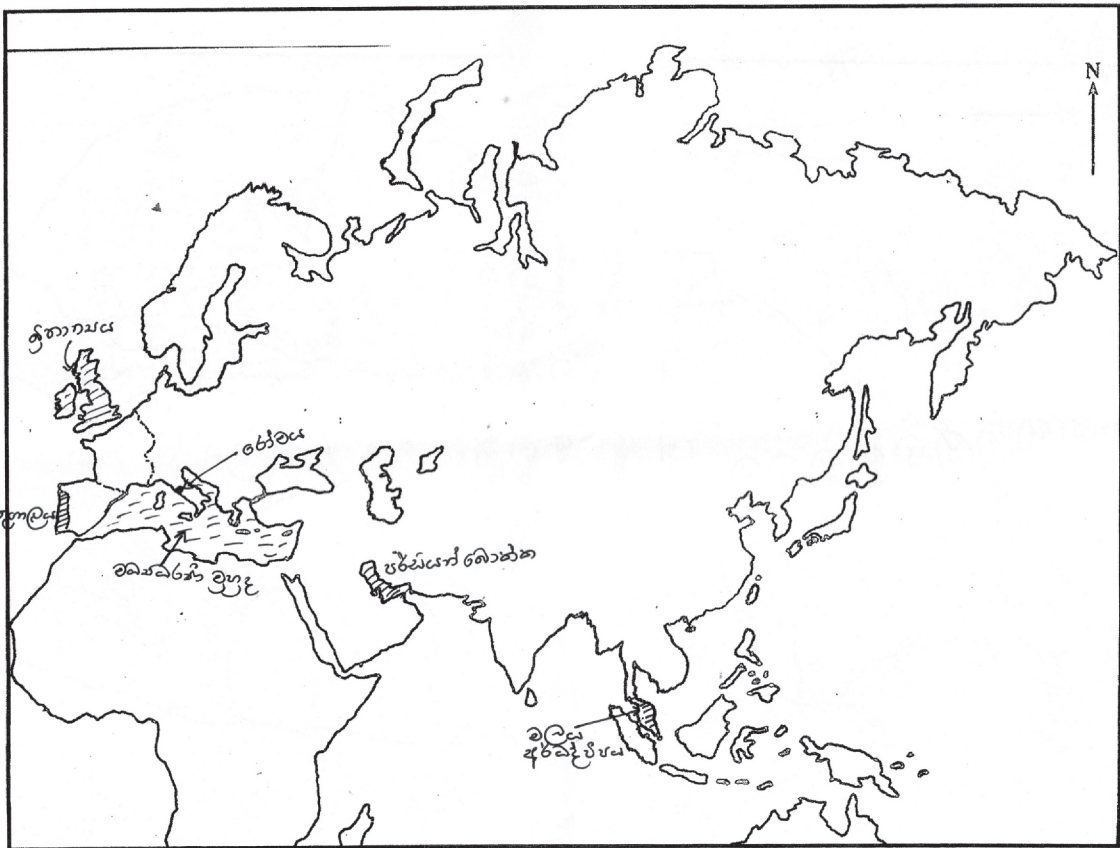 N
බ්‍රිතාන්‍යය
රෝමය
මධ්‍යධරණී මුහුද
පර්සියන් බොක්ක
මලය
අර්ධද්වීපය